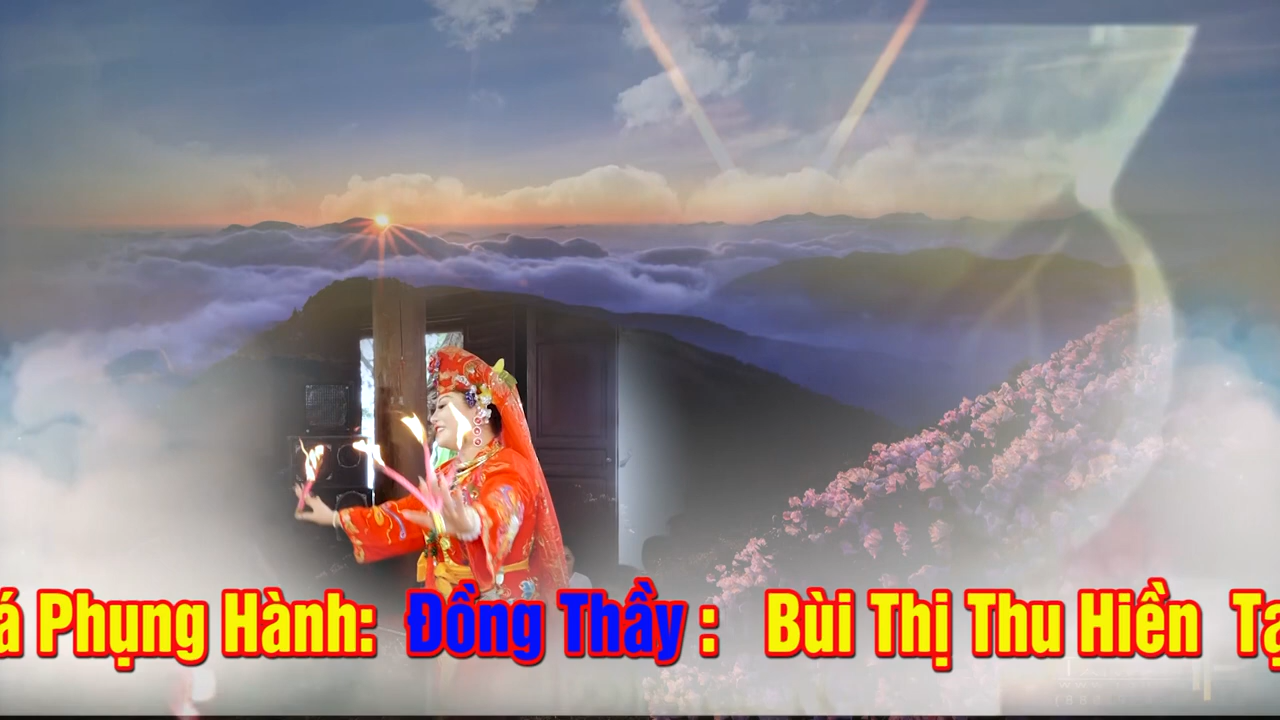 á Phụng Hành: Đồng Thầy : Bùi Thị Thu Hiền Tạ